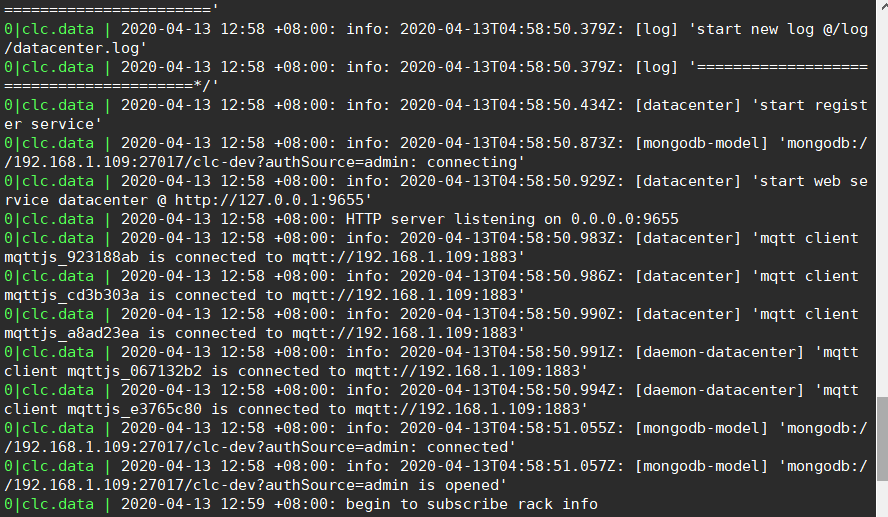 ======================='
0|clc.data | 2020-04-13 12:58 +08:00: info: 2020-04-13T04:58:50.379Z: [log] 'start new log @/log
/datacenter.log'
0|clc.data | 2020-04-13 12:58 +08:00: info: 2020-04-13T04:58:50.379Z: [log] '===================
=====================*/'
0|clc.data | 2020-04-13 12:58 +08:00: info: 2020-04-13T04:58:50.434Z: [datacenter] 'start regist
er service'
0|clc.data | 2020-04-13 12:58 +08:00: info: 2020-04-13T04:58:50.873Z: [mongodb-model] 'mongodb:/
/192.168.1.109:27017/clc-dev?authSource=admin: connecting'
0|clc.data | 2020-04-13 12:58 +08:00: info: 2020-04-13T04:58:50.929Z: [datacenter] 'start web se
rvice datacenter @ http://127.0.0.1:9655'
0|clc.data | 2020-04-13 12:58 +08:00: HTTP server listening on 0.0.0.0:9655
0|clc.data | 2020-04-13 12:58 +08:00: info: 2020-04-13T04:58:50.983Z: [datacenter] 'mqtt client
mqttjs_923188ab is connected to mqtt://192.168.1.109:1883'
0|clc.data | 2020-04-13 12:58 +08:00: info: 2020-04-13T04:58:50.986Z: [datacenter] 'mqtt client
mqttjs_cd3b303a is connected to mqtt://192.168.1.109:1883'
0|clc.data | 2020-04-13 12:58 +08:00: info: 2020-04-13T04:58:50.990Z: [datacenter] 'mqtt client
mqttjs_a8ad23ea is connected to mqtt://192.168.1.109:1883'
0|clc.data | 2020-04-13 12:58 +08:00: info: 2020-04-13T04:58:50.991Z: [daemon-datacenter] 'mqtt
client mqttjs_067132b2 is connected to mqtt://192.168.1.109:1883'
0|clc.data | 2020-04-13 12:58 +08:00: info: 2020-04-13T04:58:50.994Z: [daemon-datacenter] 'mqtt
client mqttjs_e3765c80 is connected to mqtt://192.168.1.109:1883'
0|clc.data | 2020-04-13 12:58 +08:00: info: 2020-04-13T04:58:51.055Z: [mongodb-model] 'mongodb:/
/192.168.1.109:27017/clc-dev?authSource=admin: connected'
0|clc.data | 2020-04-13 12:58 +08:00: info: 2020-04-13T04:58:51.057Z: [mongodb-model] 'mongodb:/
/192.168.1.109:27017/clc-dev?authSource=admin is opened'
0|clc.data | 2020-04-13 12:59 +08:00: begin to subscribe rack info